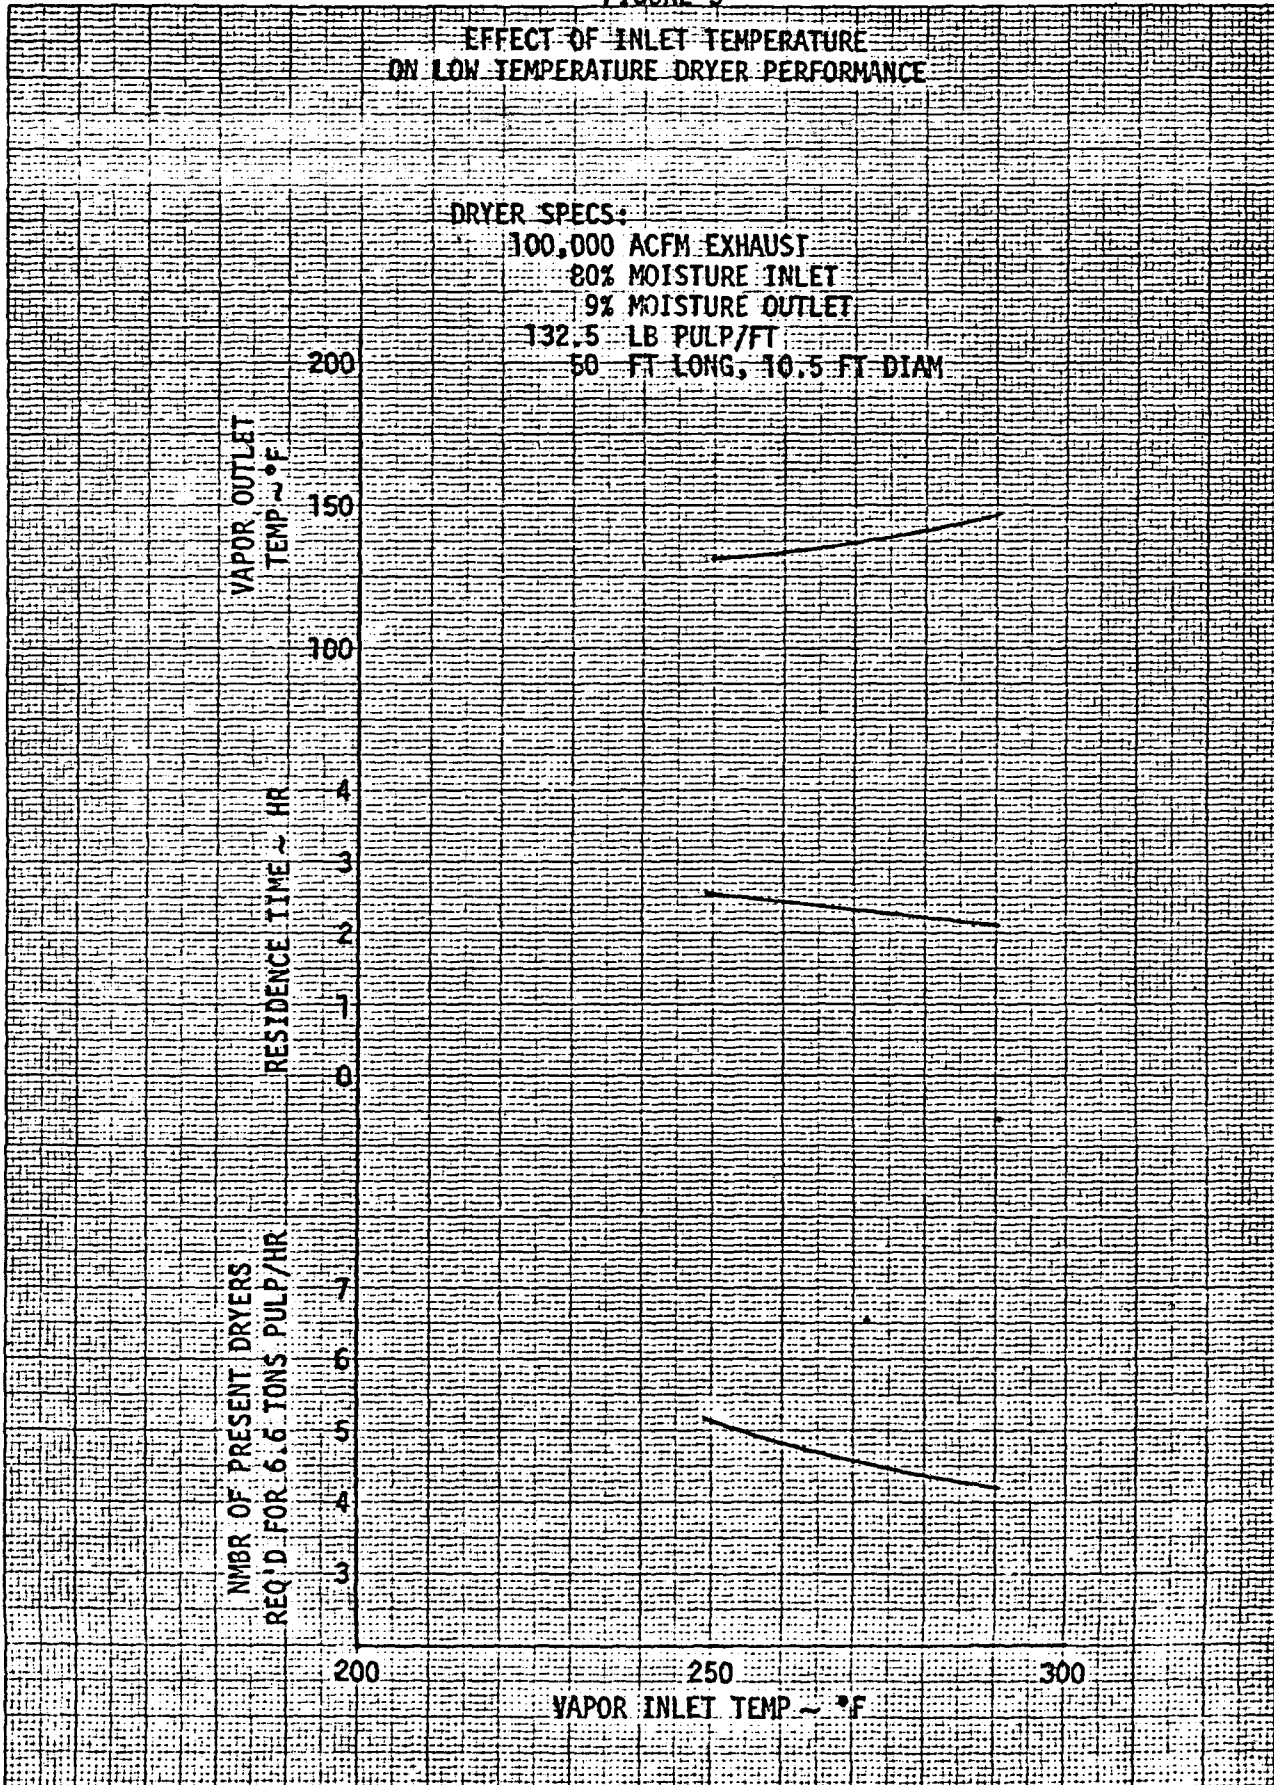 EFFECT OF INLET TEMPERATURE
ON LOW TEMPERATURE DRYER PERFORMANCE
DRYER SPECS:
100,000 ACFM EXHAUST
80% MOISTURE INLET
9% MOISTURE OUTLET
132.5 LB PULP/FT
50 FT LONG, 10.5 FT DIAM
VAPOR OUTLET
TEMP ~ °F
200
150
100
RESIDENCE TIME ~ HR
4
3
2
1
0
NMBR OF PRESENT DRYERS
REQ'D FOR 6.6 TONS PULP/HR
7
6
5
4
3
200
250
300
VAPOR INLET TEMP ~ °F